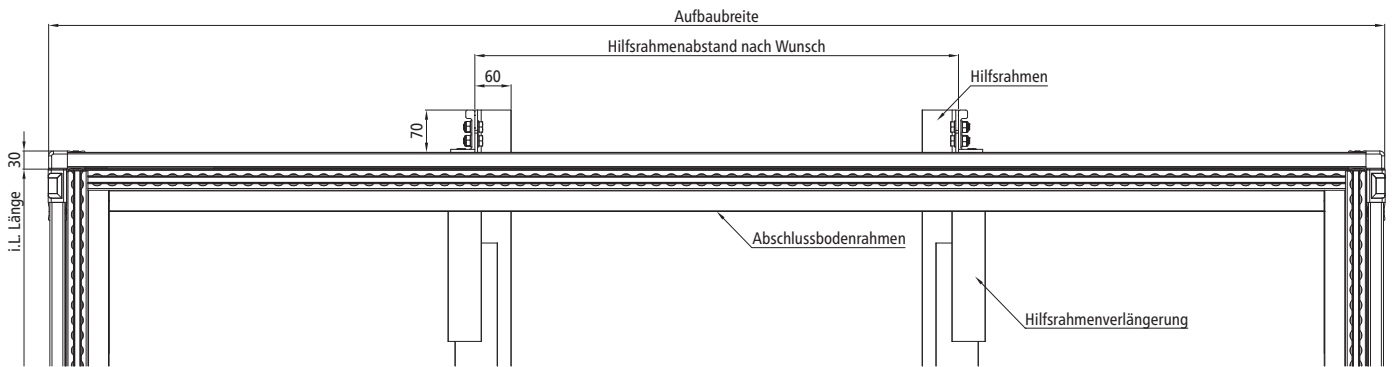 Aufbaubreite
Hilfsrahmenabstand nach Wunsch
60
Hilfsrahmen
70
30
i.L. Länge
Abschlussbodenrahmen
Hilfsrahmenverlängerung